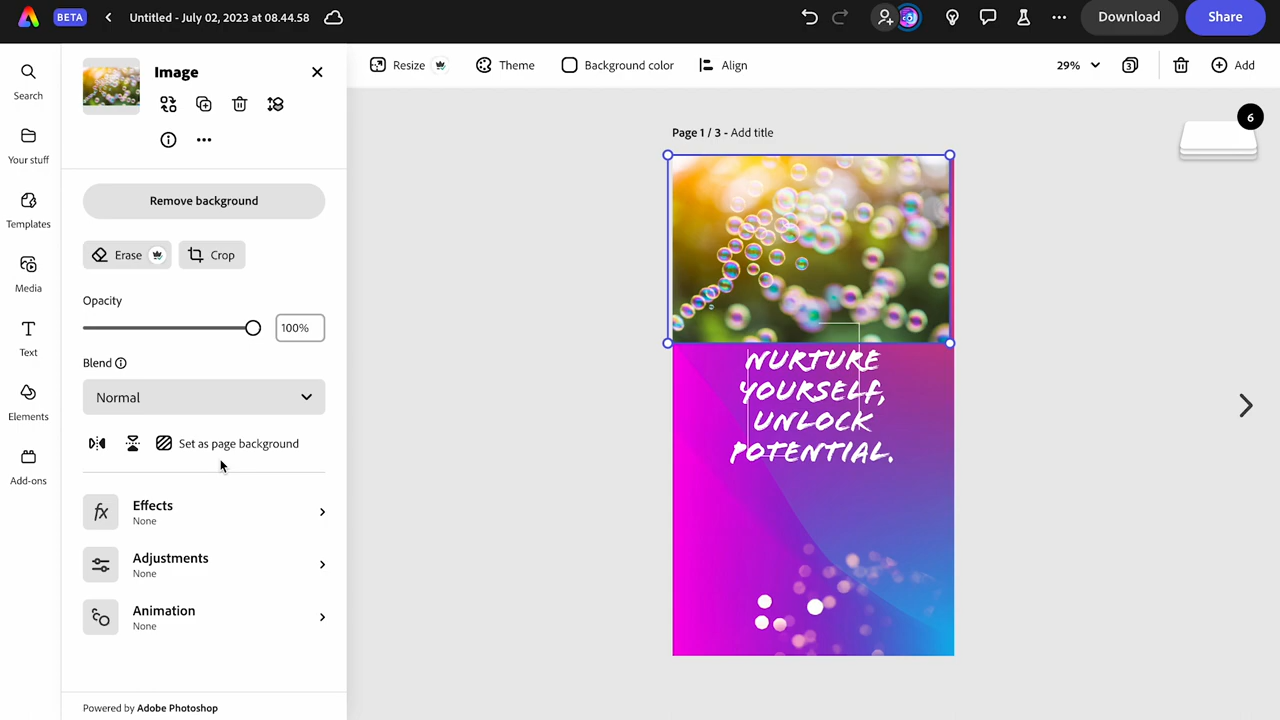 BETA
Untitled - July 02, 2023 at 08.44.58
Download
Share
Search
Your stuff
Templates
Media
Text
Elements
Add-ons
Image
Remove background
Erase
Crop
Opacity
100%
Blend
Normal
Set as page background
fx
Effects
None
Adjustments
None
Animation
None
Powered by Adobe Photoshop
Resize
Theme
Background color
Align
29%
3
Add
Page 1 / 3 - Add title
6
NURTURE
YOURSELF,
UNLOCK
POTENTIAL.